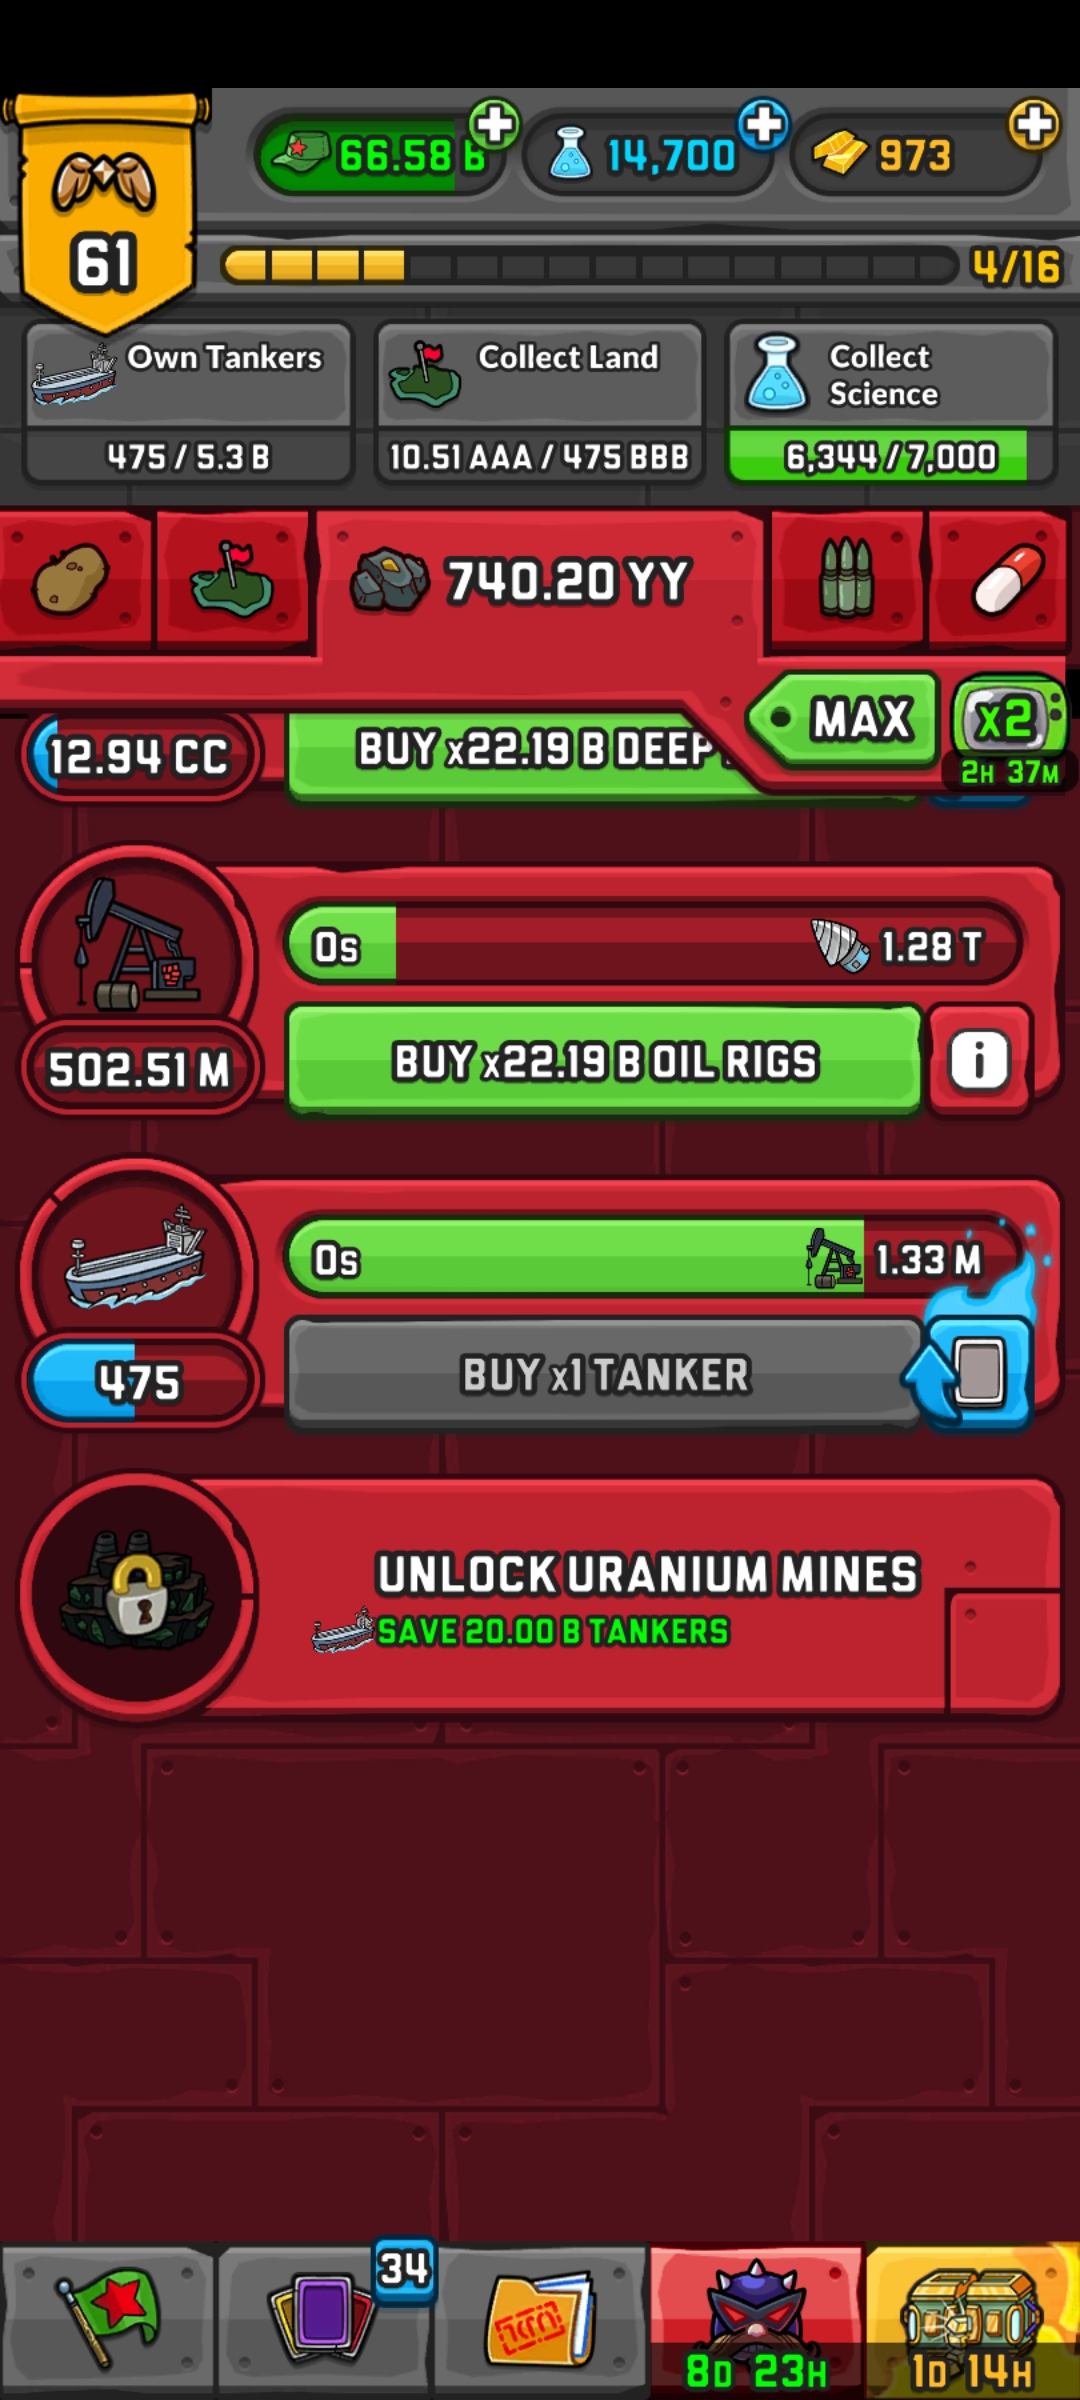 66.58 B
14,700
973
61
4/16
Own Tankers
475 / 5.3 B
Collect Land
10.51 AAA / 475 BBB
Collect
Science
6,344 / 7,000
740.20 YY
MAX
x2
2H 37M
12.94 CC
BUY x22.19 B DEEP
0s
1.28 T
502.51 M
BUY x22.19 B OIL RIGS
i
0s
1.33 M
475
BUY x1 TANKER
UNLOCK URANIUM MINES
SAVE 20.00 B TANKERS
34
8D 23H
1D 14H